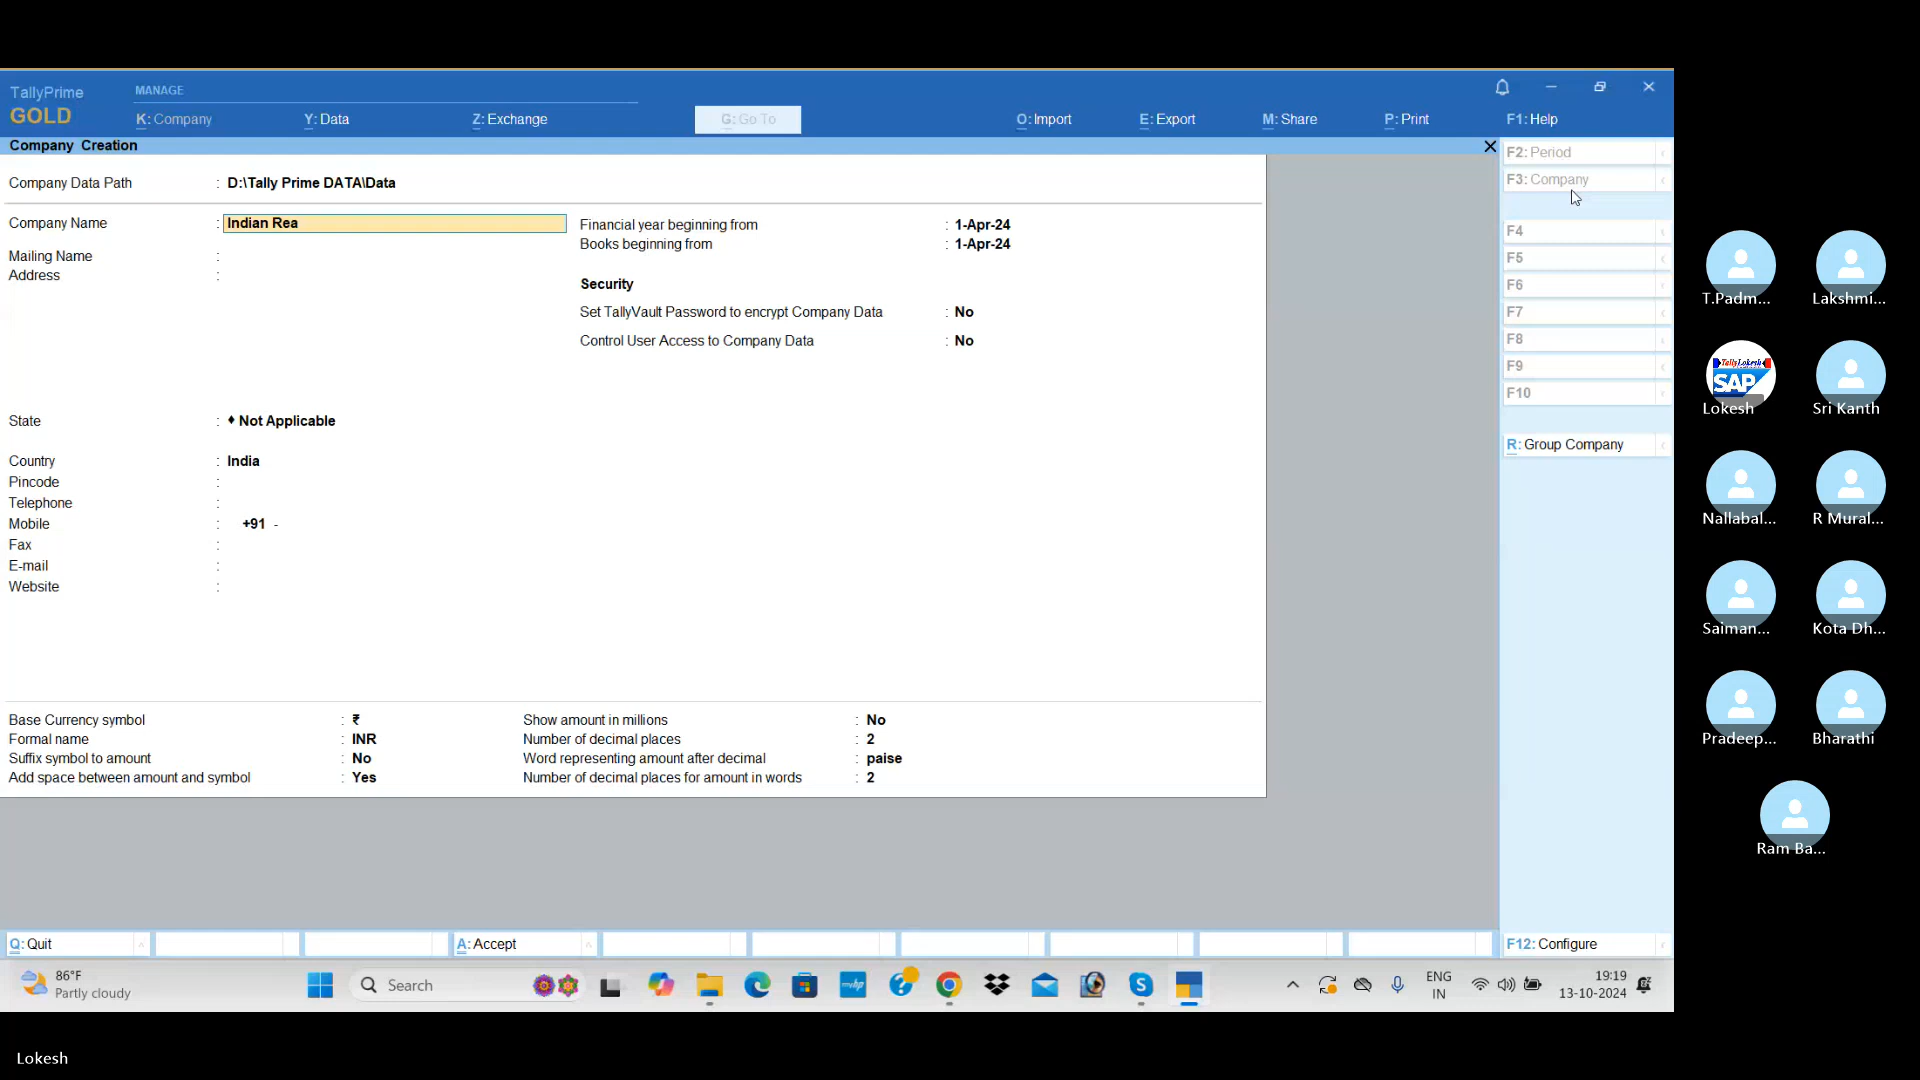 TallyPrime
GOLD
MANAGE
K: Company
Y: Data
Z: Exchange
G: Go To
O: Import
E: Export
M: Share
P: Print
F1: Help
Company Creation
Company Data Path : D:\Tally Prime DATA\Data
Company Name : Indian Rea
Mailing Name :
Address :
State : ♦ Not Applicable
Country : India
Pincode :
Telephone :
Mobile : +91 -
Fax :
E-mail :
Website :
Financial year beginning from : 1-Apr-24
Books beginning from : 1-Apr-24
Security
Set TallyVault Password to encrypt Company Data : No
Control User Access to Company Data : No
Base Currency symbol : ₹
Formal name : INR
Suffix symbol to amount : No
Add space between amount and symbol : Yes
Show amount in millions : No
Number of decimal places : 2
Word representing amount after decimal : paise
Number of decimal places for amount in words : 2
F2: Period
F3: Company
F4
F5
F6
F7
F8
F9
F10
R: Group Company
F12: Configure
Q: Quit
A: Accept
86°F
Partly cloudy
Search
myhp
ENG
IN
19:19
13-10-2024
T.Padm...
Lakshmi...
TallyLokesh
SAP
Lokesh
Sri Kanth
Nallabal...
R Mural...
Saiman...
Kota Dh...
Pradeep...
Bharathi
Ram Ba...
Lokesh